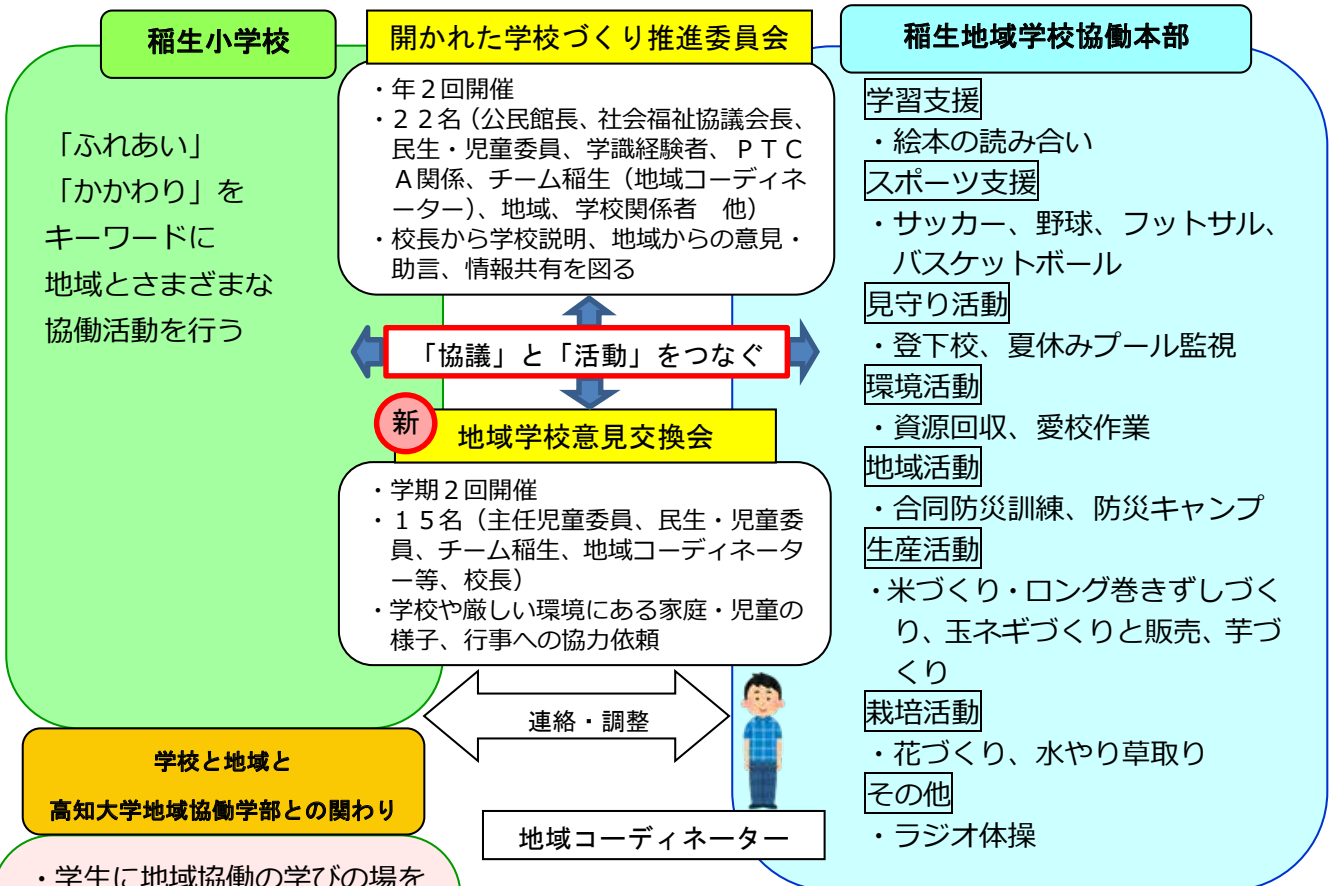 稲生小学校
「ふれあい」
「かかわり」を
キーワードに
地域とさまざまな
協働活動を行う
開かれた学校づくり推進委員会
・年２回開催
・２２名（公民館長、社会福祉協議会長、
民生・児童委員、学識経験者、ＰＴＣ
Ａ関係、チーム稲生（地域コーディネ
ーター）、地域、学校関係者　他）
・校長から学校説明、地域からの意見・
助言、情報共有を図る
「協議」と「活動」をつなぐ
新
地域学校意見交換会
・学期２回開催
・１５名（主任児童委員、民生・児童委
員、チーム稲生、地域コーディネータ
ー等、校長）
・学校や厳しい環境にある家庭・児童の
様子、行事への協力依頼
連絡・調整
地域コーディネーター
稲生地域学校協働本部
学習支援
・絵本の読み合い
スポーツ支援
・サッカー、野球、フットサル、
バスケットボール
見守り活動
・登下校、夏休みプール監視
環境活動
・資源回収、愛校作業
地域活動
・合同防災訓練、防災キャンプ
生産活動
・米づくり・ロング巻きずしづく
り、玉ネギづくりと販売、芋づ
くり
栽培活動
・花づくり、水やり草取り
その他
・ラジオ体操
学校と地域と
高知大学地域協働学部との関わり
・学生に地域協働の学びの場を